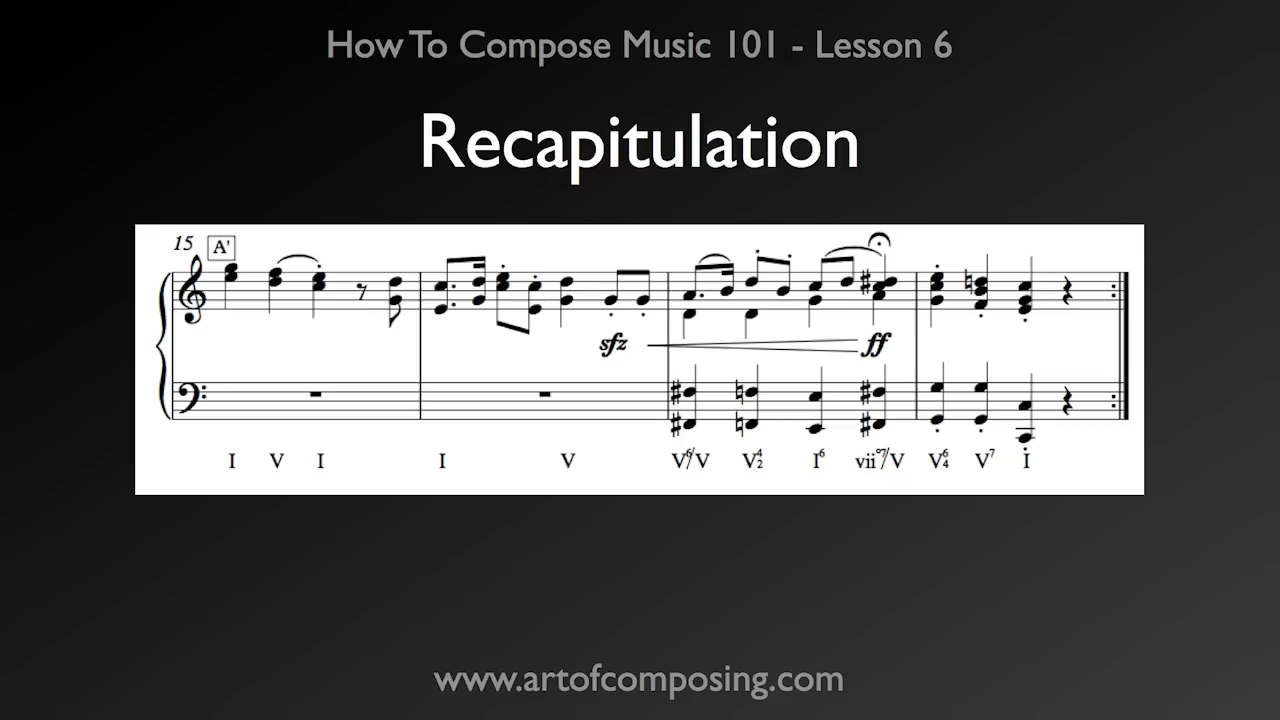 How To Compose Music 101 - Lesson 6
Recapitulation
15 A'
sfz ff
I V I I V V6/V V42 I6 vii°7/V V64 V7 I
www.artofcomposing.com